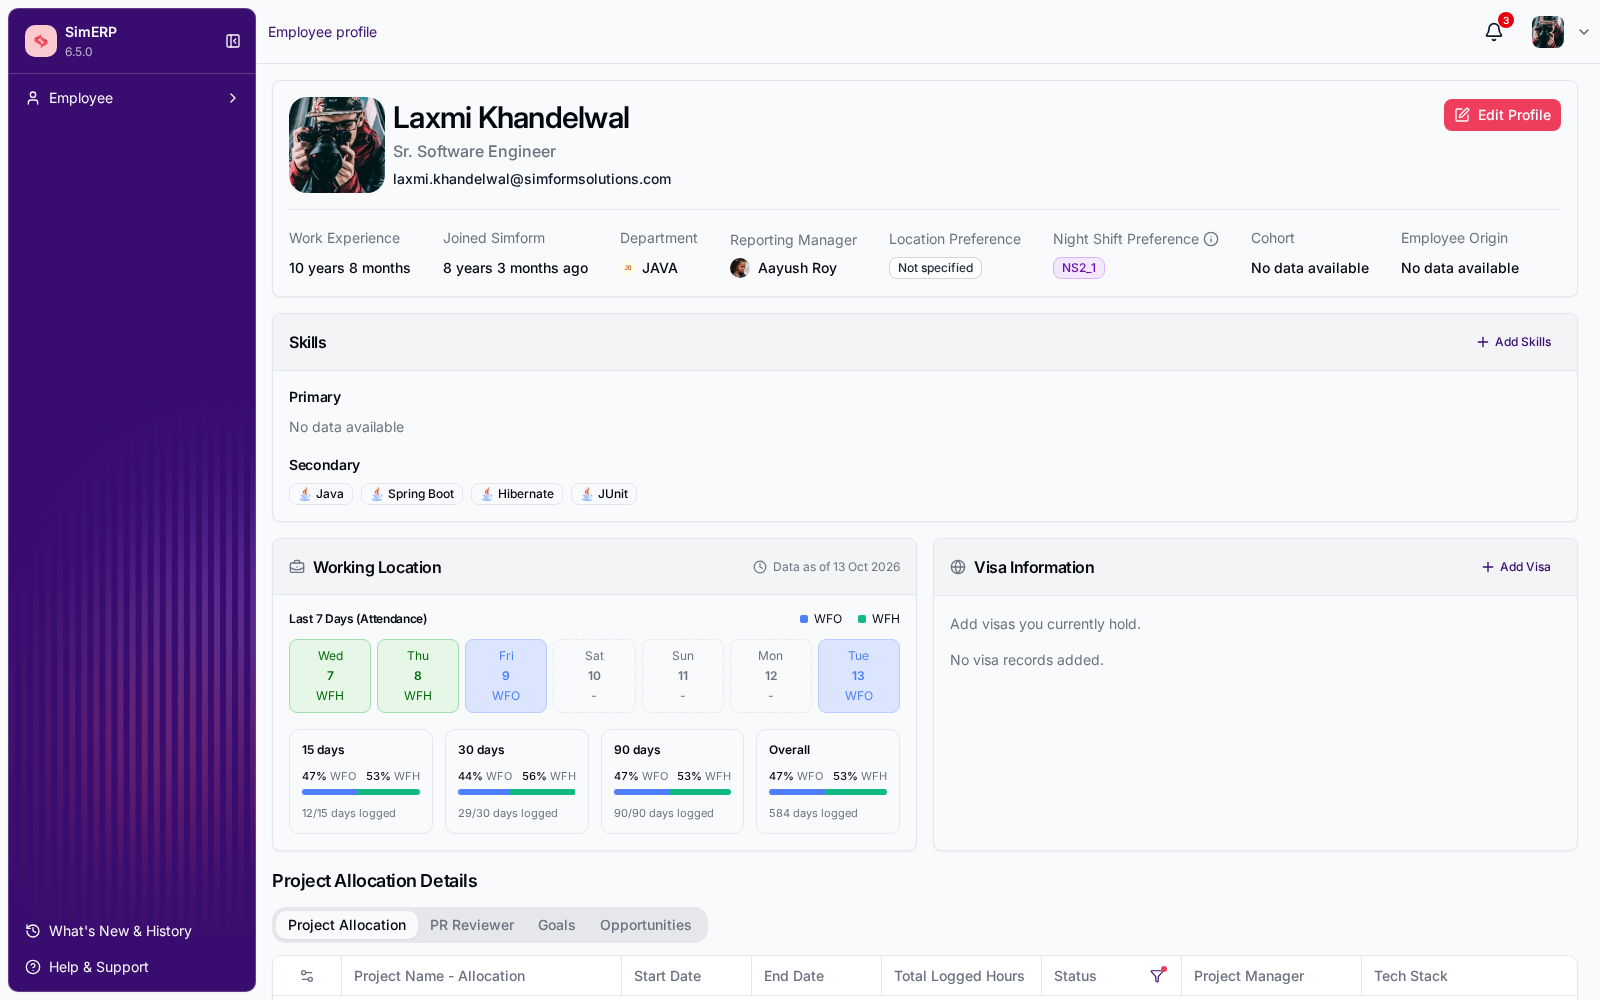 SimERP
6.5.0
Employee
What's New & History
Help & Support
Employee profile
3
Laxmi Khandelwal
Sr. Software Engineer
laxmi.khandelwal@simformsolutions.com
Edit Profile
Work Experience
10 years 8 months
Joined Simform
8 years 3 months ago
Department
JAVA
Reporting Manager
Aayush Roy
Location Preference
Not specified
Night Shift Preference
NS2_1
Cohort
No data available
Employee Origin
No data available
Skills
Add Skills
Primary
No data available
Secondary
Java
Spring Boot
Hibernate
JUnit
Working Location
Data as of 13 Oct 2026
Last 7 Days (Attendance)
WFO
WFH
Wed
7
WFH
Thu
8
WFH
Fri
9
WFO
Sat
10
-
Sun
11
-
Mon
12
-
Tue
13
WFO
15 days
47% WFO 53% WFH
12/15 days logged
30 days
44% WFO 56% WFH
29/30 days logged
90 days
47% WFO 53% WFH
90/90 days logged
Overall
47% WFO 53% WFH
584 days logged
Visa Information
Add Visa
Add visas you currently hold.
No visa records added.
Project Allocation Details
Project Allocation
PR Reviewer
Goals
Opportunities
Project Name - Allocation
Start Date
End Date
Total Logged Hours
Status
Project Manager
Tech Stack